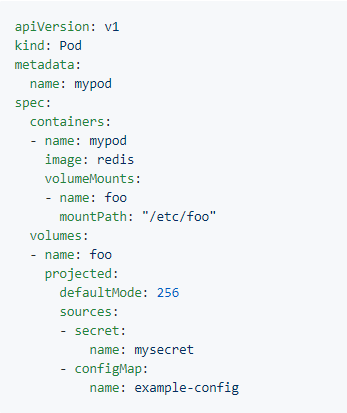 apiVersion: v1
kind: Pod
metadata:
  name: mypod
spec:
  containers:
  - name: mypod
    image: redis
    volumeMounts:
    - name: foo
      mountPath: "/etc/foo"
  volumes:
  - name: foo
    projected:
      defaultMode: 256
      sources:
      - secret:
          name: mysecret
      - configMap:
          name: example-config